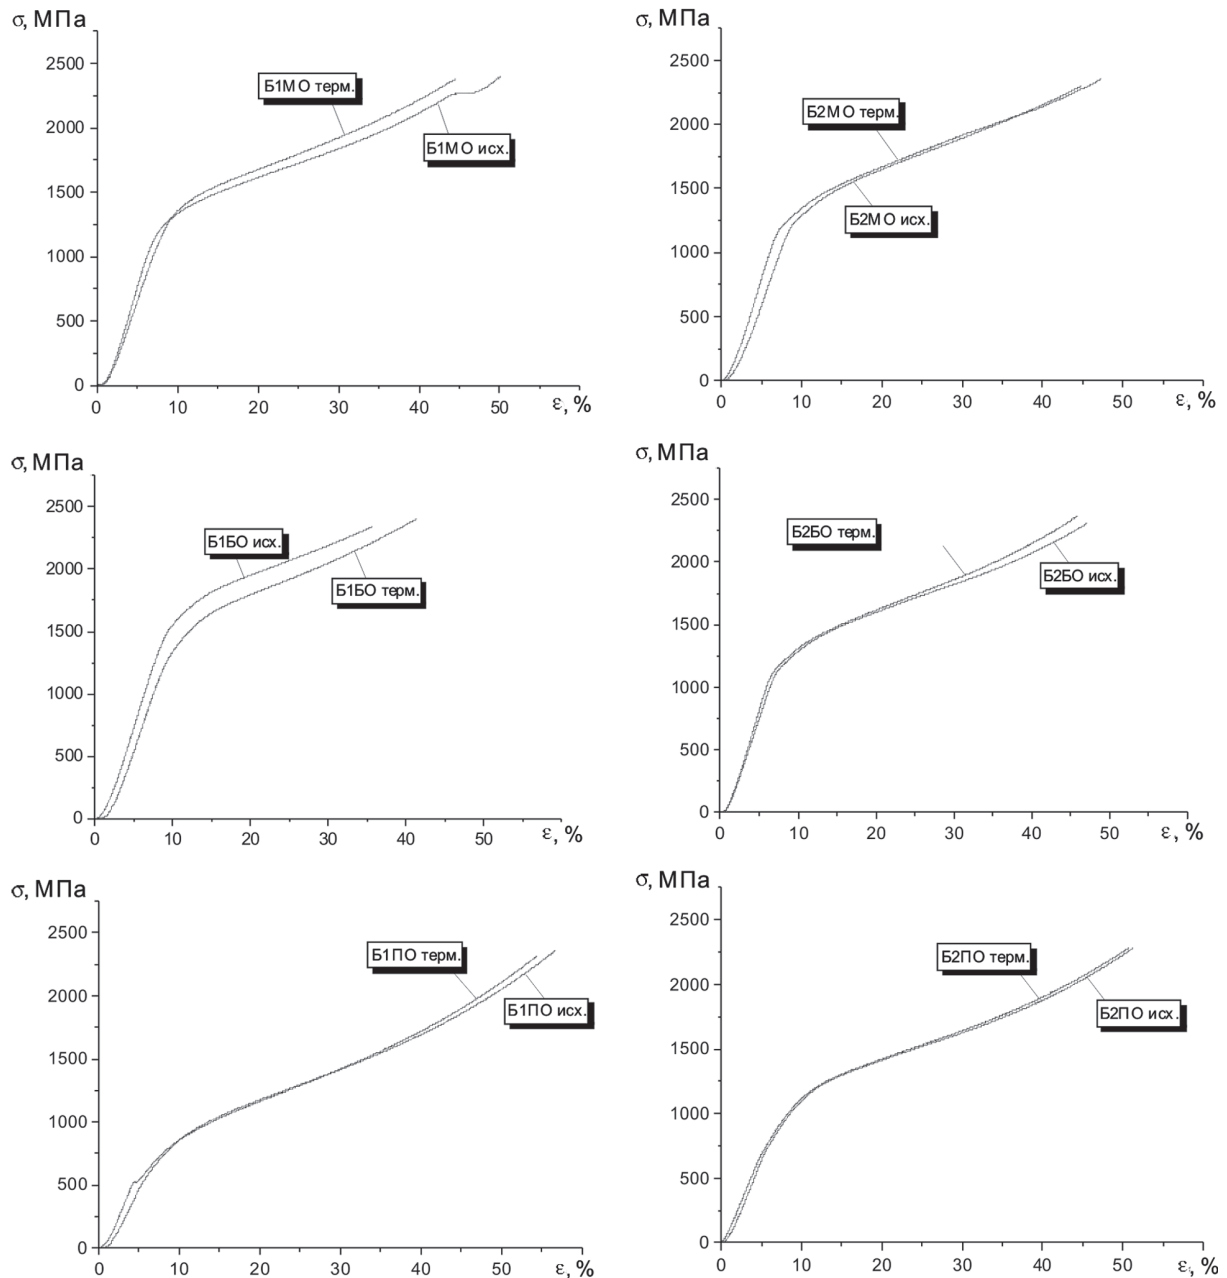 σ, МПа
2500
2000
1500
1000
500
0
Б1МО терм.
Б1МО исх.
0 10 20 30 40 50 ε, %
σ, МПа
2500
2000
1500
1000
500
0
Б2МО терм.
Б2МО исх.
0 10 20 30 40 50 ε, %
σ, МПа
2500
2000
1500
1000
500
0
Б1БО исх.
Б1БО терм.
0 10 20 30 40 50 ε, %
σ, МПа
2500
2000
1500
1000
500
0
Б2БО терм.
Б2БО исх.
0 10 20 30 40 50 ε, %
σ, МПа
2500
2000
1500
1000
500
0
Б1ПО терм.
Б1ПО исх.
0 10 20 30 40 50 ε, %
σ, МПа
2500
2000
1500
1000
500
0
Б2ПО терм.
Б2ПО исх.
0 10 20 30 40 50 ε, %